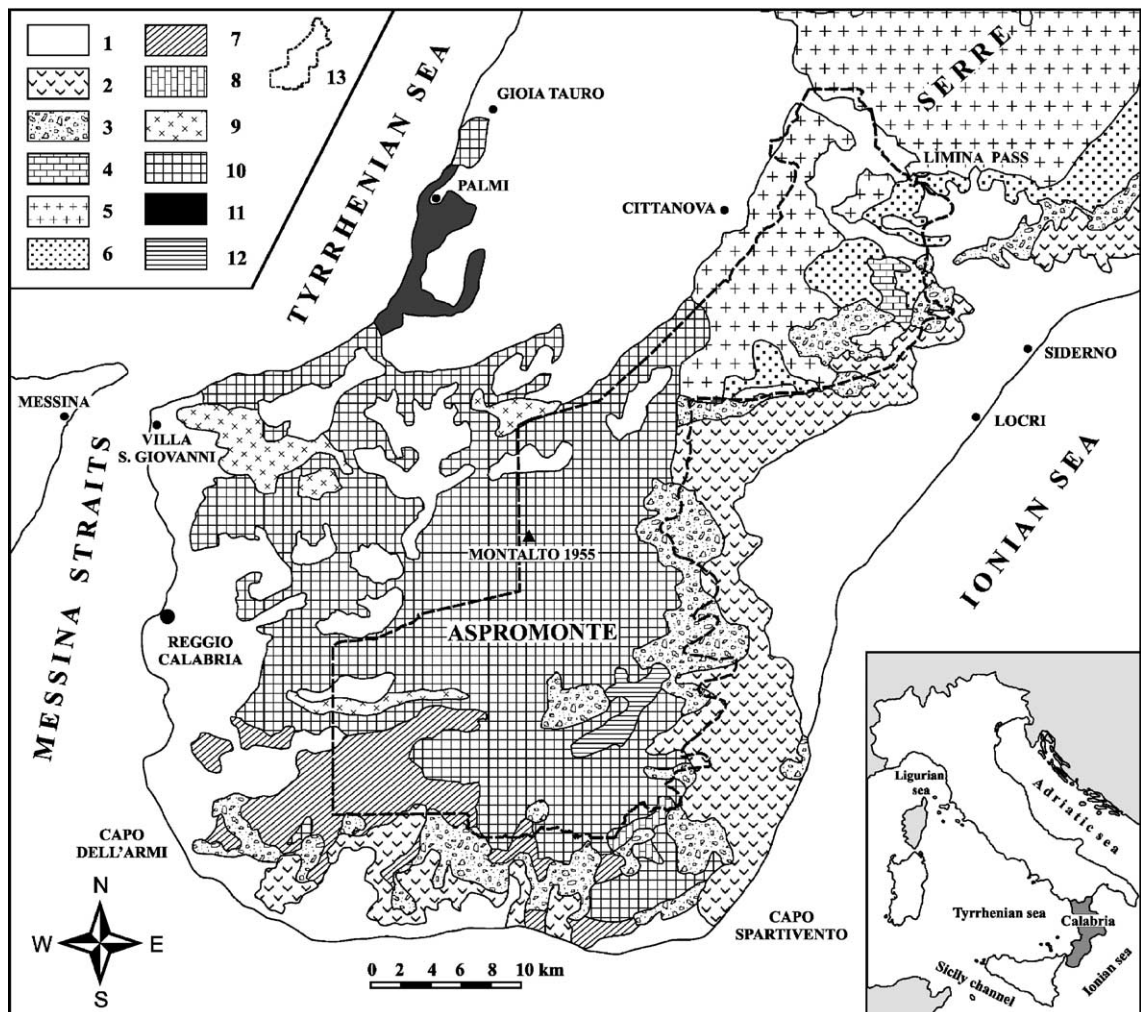 1
2
3
4
5
6
7
8
9
10
11
12
13
TYRRHENIAN SEA
GIOIA TAURO
PALMI
SERRE
LIMINA PASS
CITTANOVA
SIDERNO
LOCRI
IONIAN SEA
MESSINA
VILLA
S. GIOVANNI
MESSINA STRAITS
MONTALTO 1955
ASPROMONTE
REGGIO
CALABRIA
CAPO
DELL'ARMI
CAPO
SPARTIVENTO
N
W
E
S
0 2 4 6 8 10 km
Ligurian
sea
Adriatic sea
Tyrrhenian sea
Calabria
Ionian sea
Sicily channel